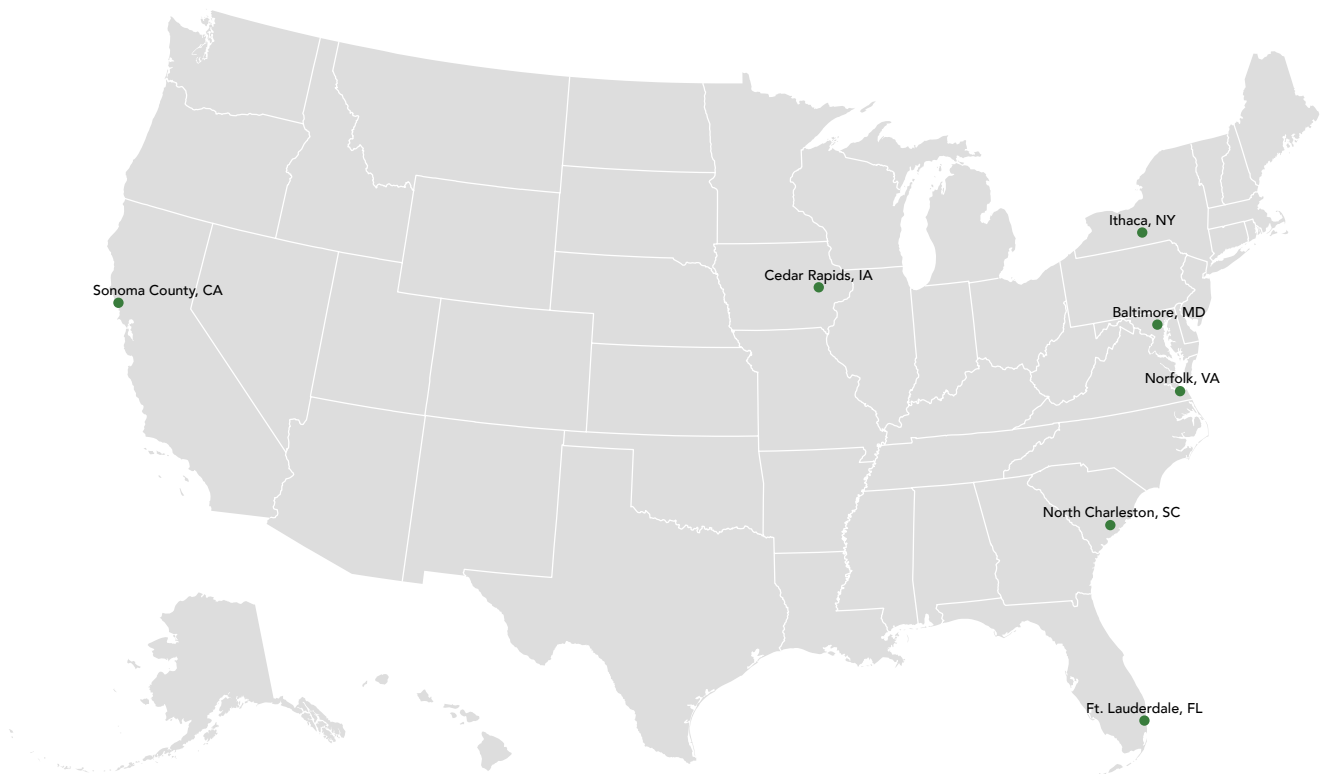 Ithaca, NY
Cedar Rapids, IA
Sonoma County, CA
Baltimore, MD
Norfolk, VA
North Charleston, SC
Ft. Lauderdale, FL